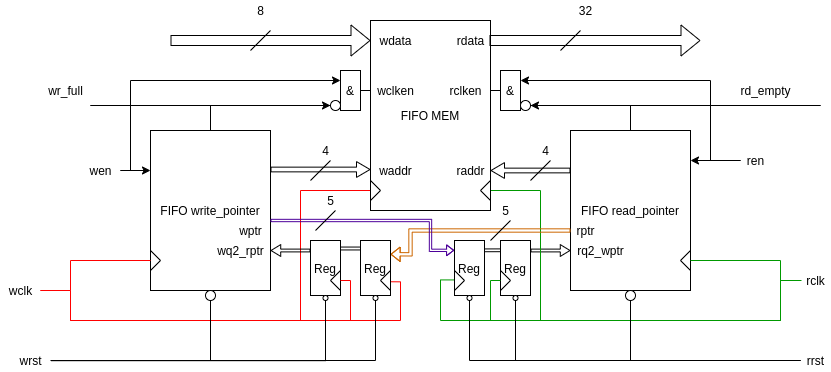 8
32
wdata
rdata
wr_full
&
wclken
rclken
&
rd_empty
FIFO MEM
4
4
wen
waddr
raddr
ren
FIFO write_pointer
5
5
FIFO read_pointer
wptr
rptr
wq2_rptr
rq2_wptr
Reg
Reg
Reg
Reg
wclk
rclk
wrst
rrst